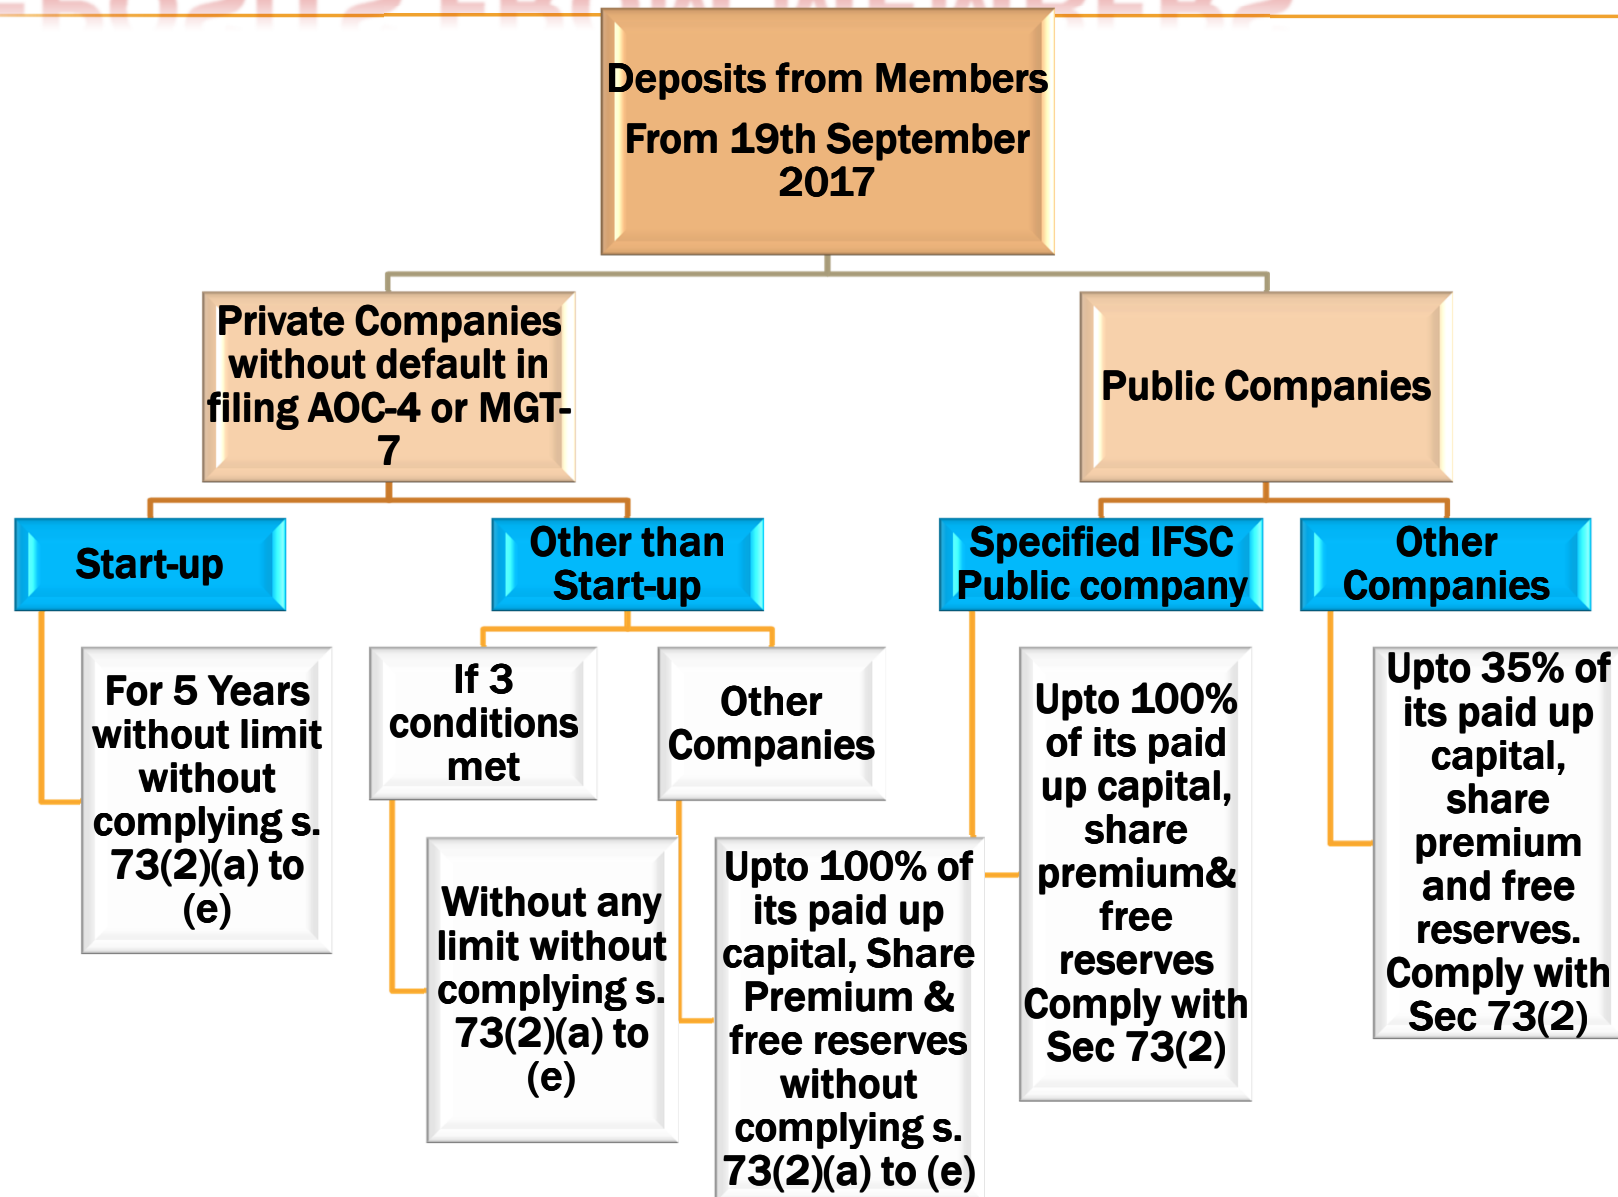 Deposits from Members
From 19th September
2017
Private Companies
without default in
filing AOC-4 or MGT-
7
Public Companies
Start-up
Other than
Start-up
Specified IFSC
Public company
Other
Companies
For 5 Years
without limit
without
complying s.
73(2)(a) to
(e)
If 3
conditions
met
Other
Companies
Without any
limit without
complying s.
73(2)(a) to
(e)
Upto 100% of
its paid up
capital, Share
Premium &
free reserves
without
complying s.
73(2)(a) to (e)
Upto 100%
of its paid
up capital,
share
premium&
free
reserves
Comply with
Sec 73(2)
Upto 35% of
its paid up
capital,
share
premium
and free
reserves.
Comply with
Sec 73(2)